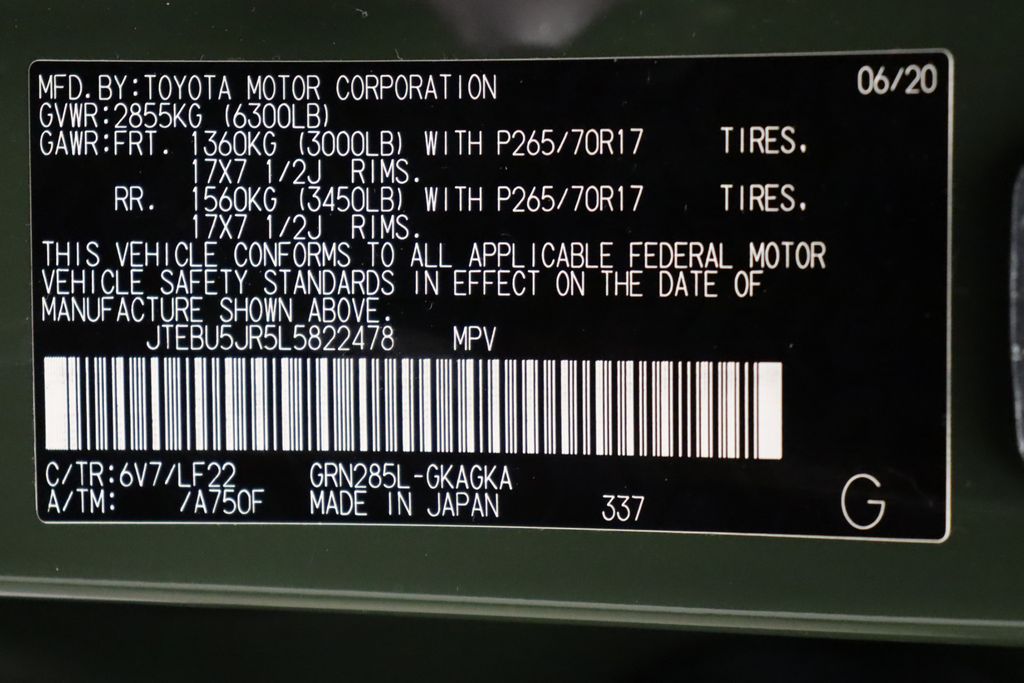 MFD.BY:TOYOTA MOTOR CORPORATION 06/20
GVWR:2855KG (6300LB)
GAWR:FRT. 1360KG (3000LB) WITH P265/70R17 TIRES.
17X7 1/2J RIMS.
RR. 1560KG (3450LB) WITH P265/70R17 TIRES.
17X7 1/2J RIMS.
THIS VEHICLE CONFORMS TO ALL APPLICABLE FEDERAL MOTOR
VEHICLE SAFETY STANDARDS IN EFFECT ON THE DATE OF
MANUFACTURE SHOWN ABOVE.
JTEBU5JR5L5822478 MPV
C/TR:6V7/LF22 GRN285L-GKAGKA
A/TM: /A750F MADE IN JAPAN 337 G